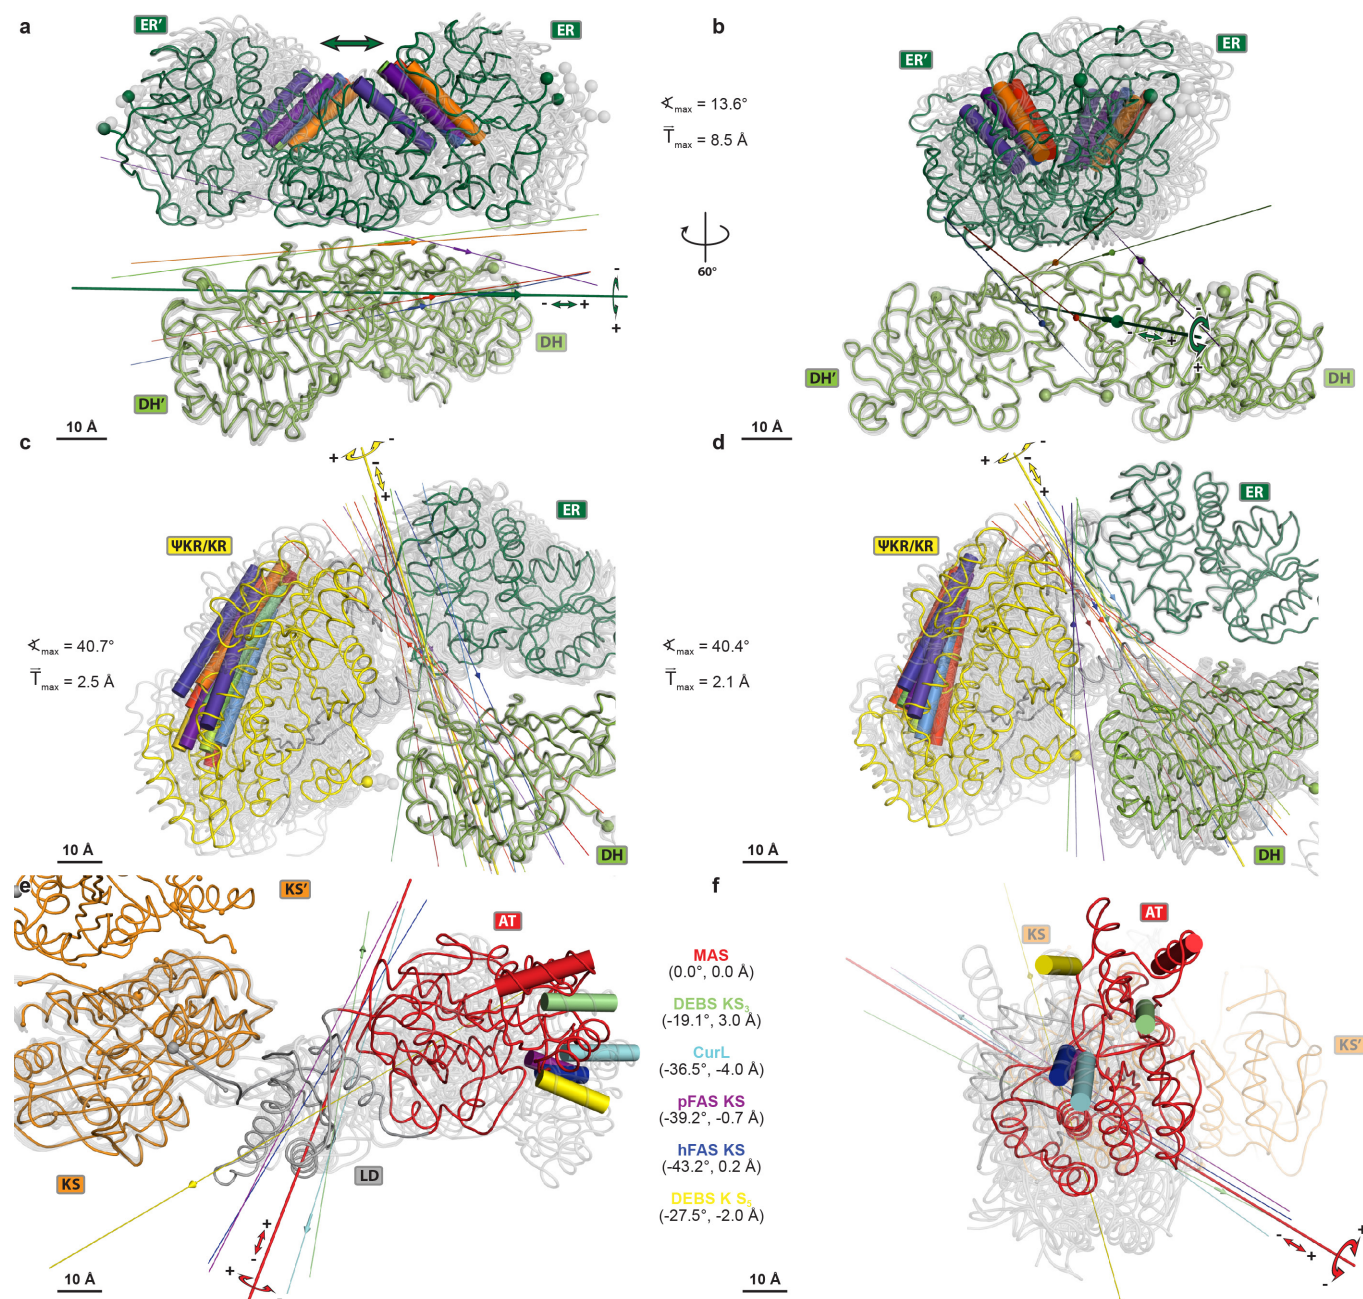 a
ER′
ER
b
ER′
ER
∢max = 13.6°
T⃗max = 8.5 Å
60°
-
- +
+
DH
DH′
10 Å
-
- +
+
DH′
DH
10 Å
c
+
-
-
+
ER
ΨKR/KR
∢max = 40.7°
T⃗max = 2.5 Å
DH
10 Å
d
+
-
-
+
ER
ΨKR/KR
∢max = 40.4°
T⃗max = 2.1 Å
DH
10 Å
e
KS′
AT
KS
LD
+
-
+
-
10 Å
MAS
(0.0°, 0.0 Å)
DEBS KS3
(-19.1°, 3.0 Å)
CurL
(-36.5°, -4.0 Å)
pFAS KS
(-39.2°, -0.7 Å)
hFAS KS
(-43.2°, 0.2 Å)
DEBS K S5
(-27.5°, -2.0 Å)
f
KS
AT
KS′
- +
+
-
10 Å